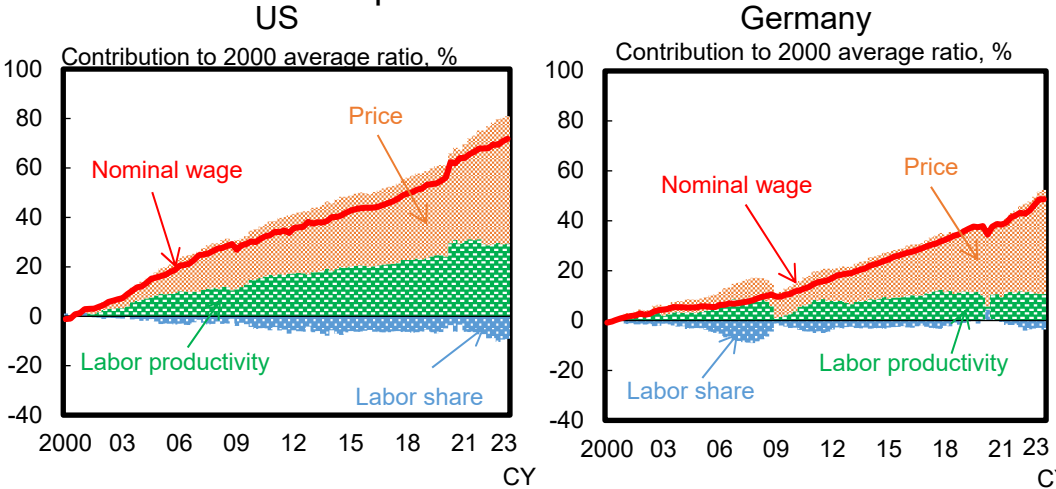 US
Contribution to 2000 average ratio, %
100
80
60
40
20
0
-20
-40
Price
Nominal wage
Labor productivity
Labor share
2000 03 06 09 12 15 18 21 23
CY
Germany
Contribution to 2000 average ratio, %
100
80
60
40
20
0
-20
-40
Price
Nominal wage
Labor share
Labor productivity
2000 03 06 09 12 15 18 21 23